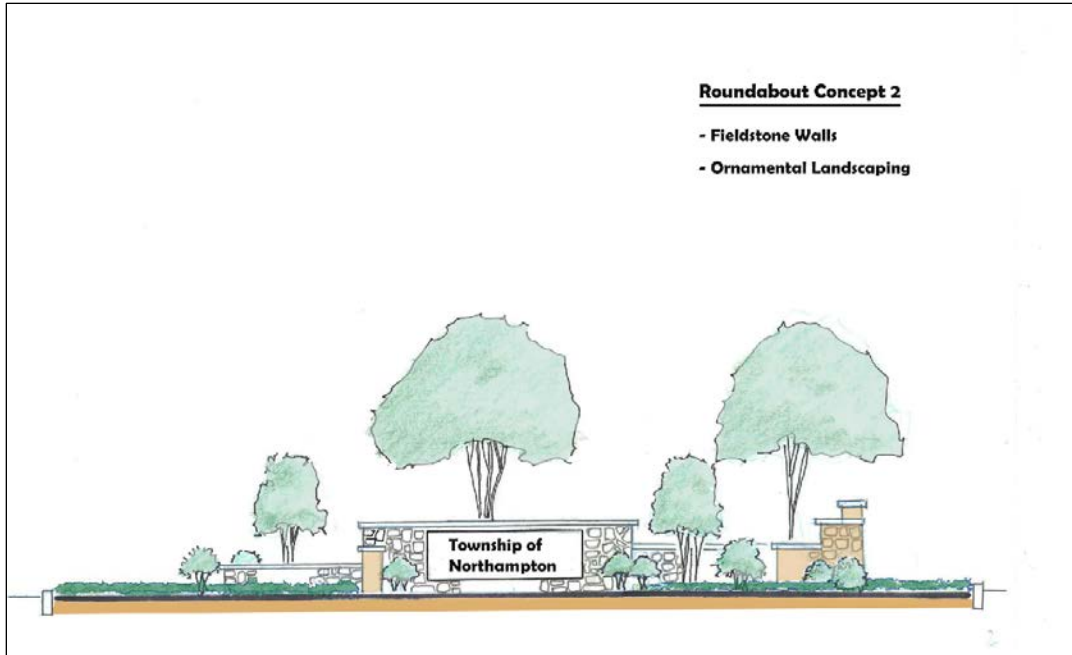 Roundabout Concept 2
- Fieldstone Walls
- Ornamental Landscaping
Township of
Northampton